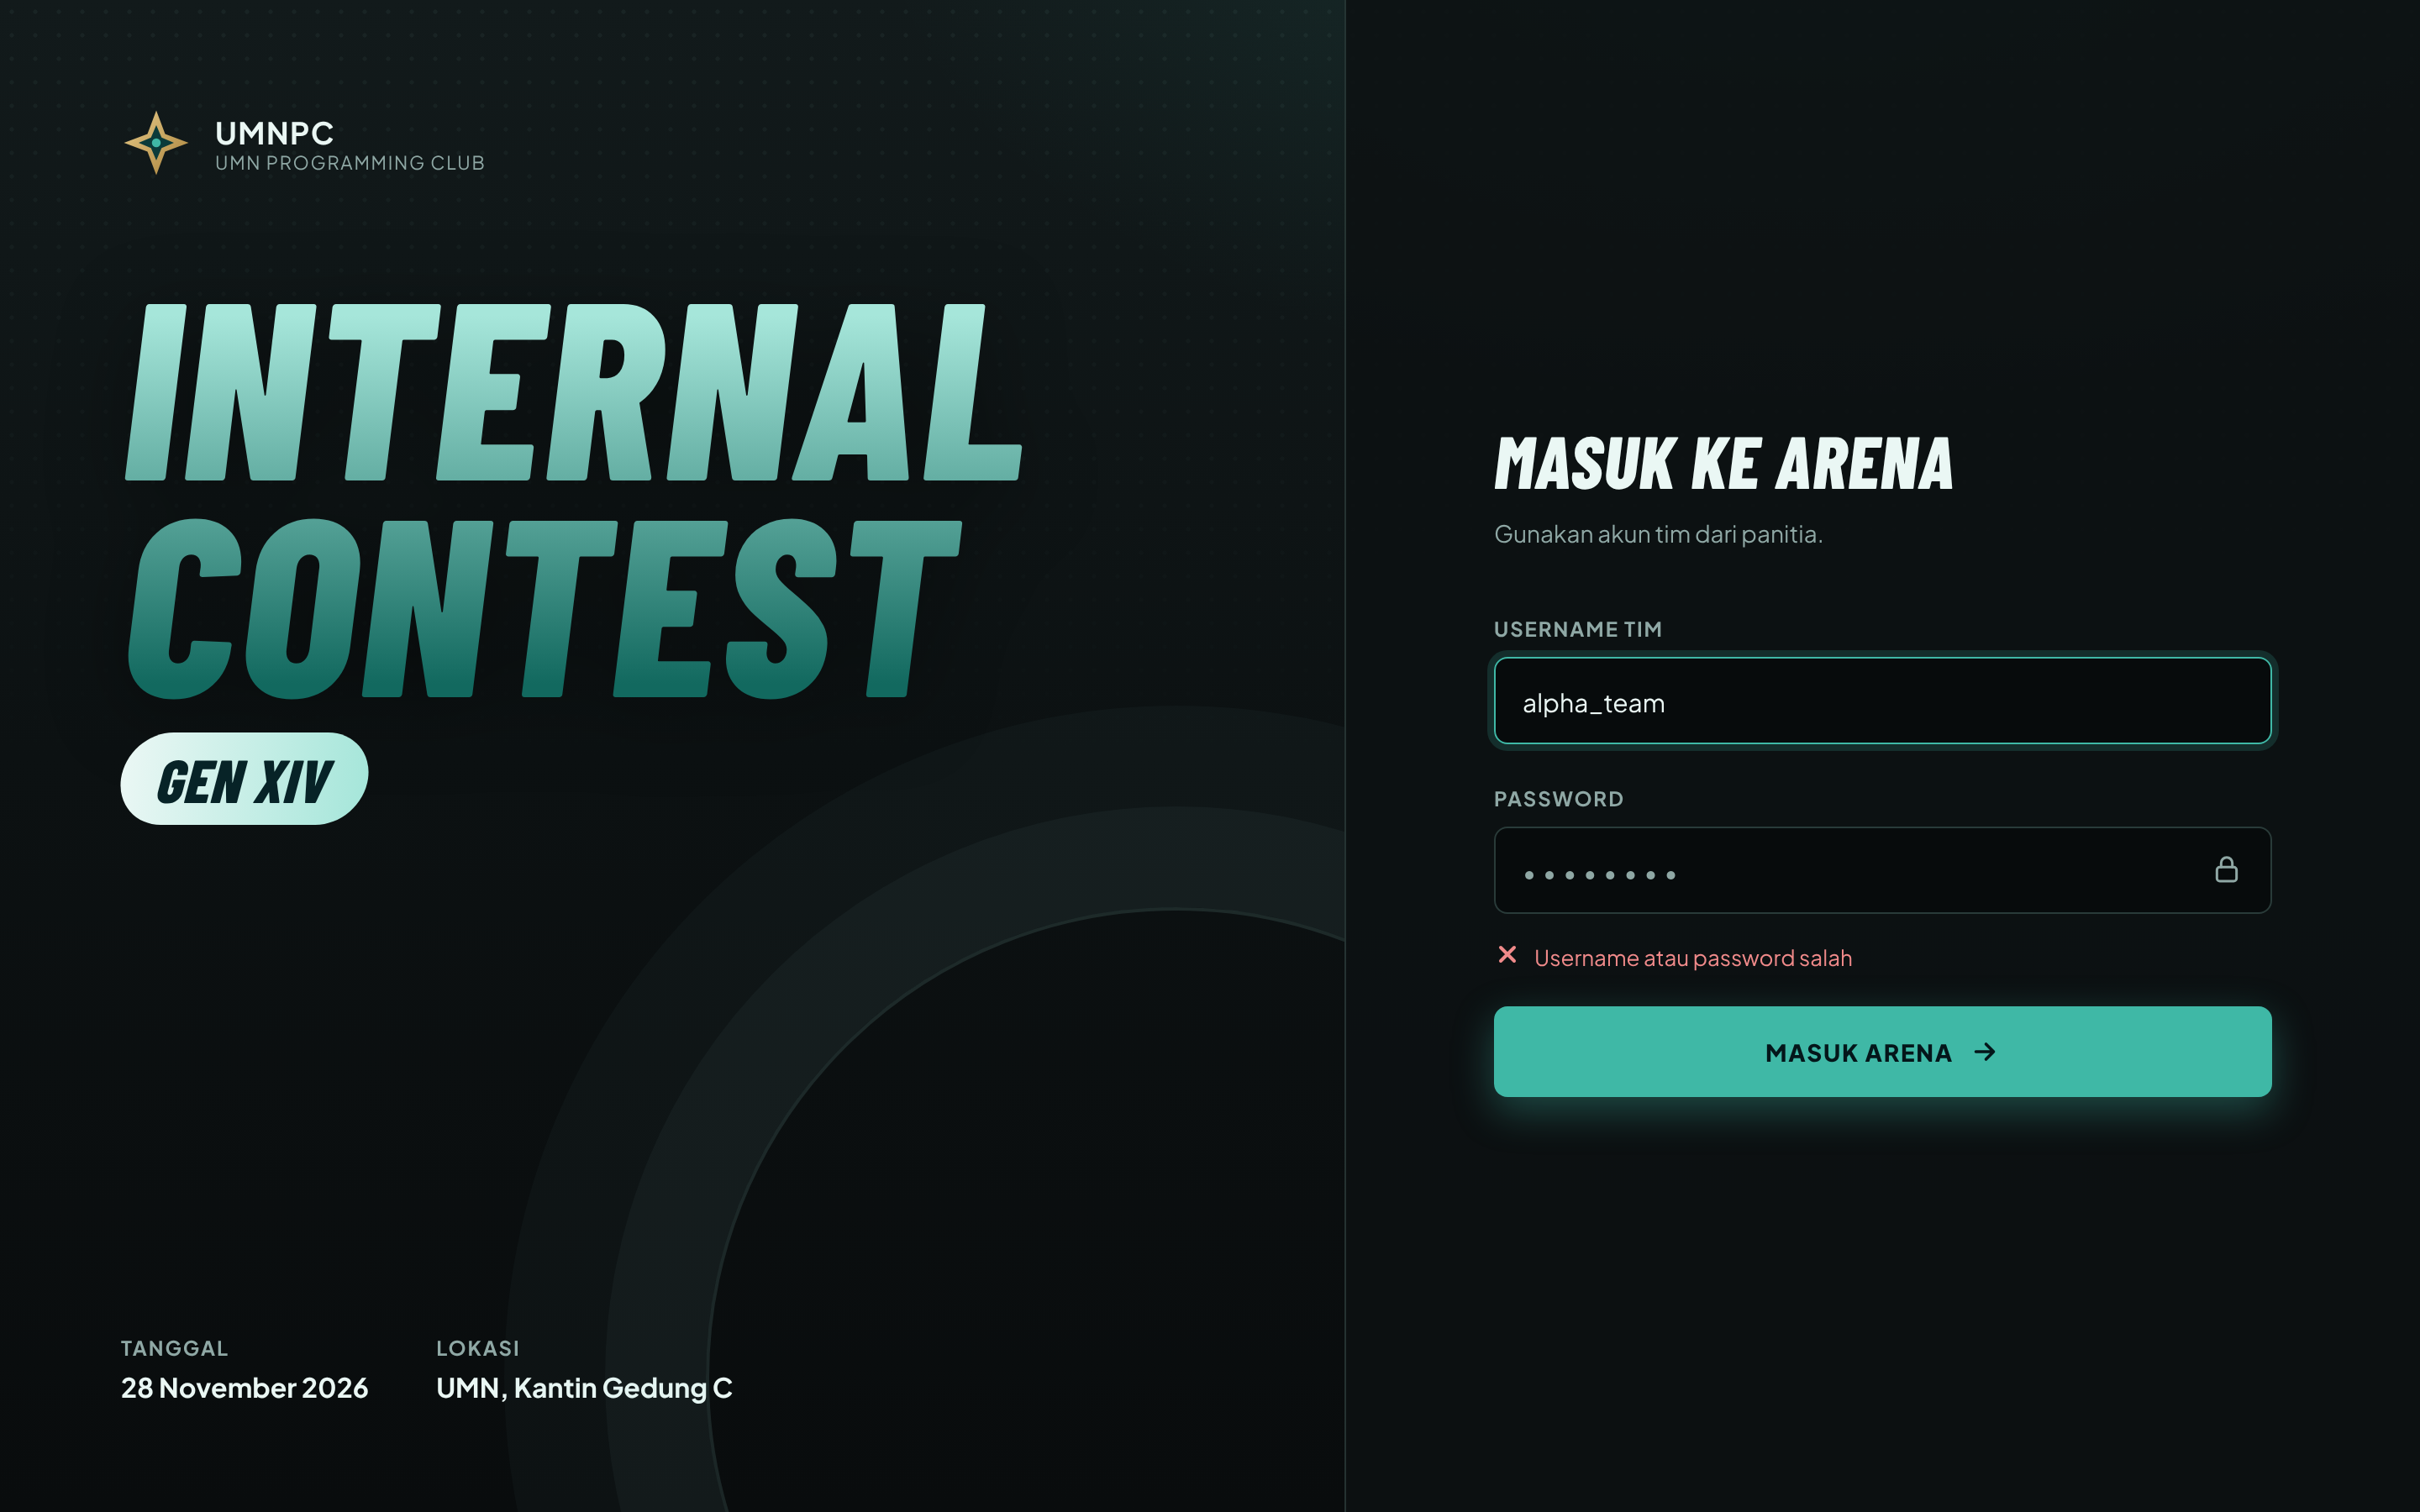 UMNPC
UMN PROGRAMMING CLUB
INTERNAL
CONTEST
GEN XIV
TANGGAL
28 November 2026
LOKASI
UMN, Kantin Gedung C
MASUK KE ARENA
Gunakan akun tim dari panitia.
USERNAME TIM
alpha_team
PASSWORD
••••••••
Username atau password salah
MASUK ARENA →